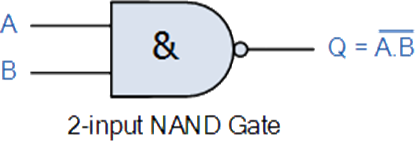 A
B
&
Q = A̅.̅B̅
2-input NAND Gate